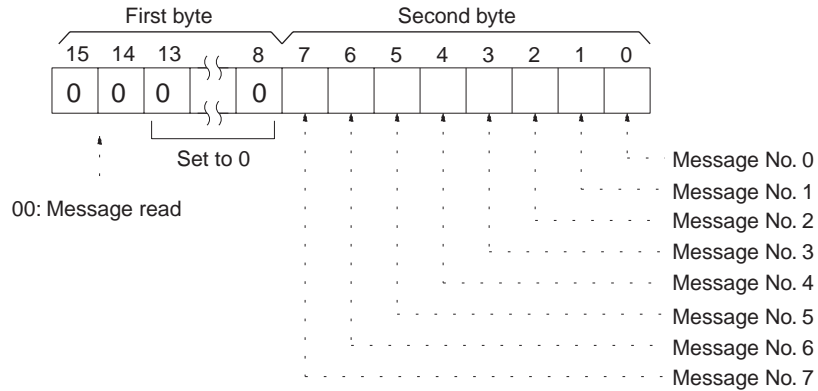 First byte Second byte
15 14 13 8 7 6 5 4 3 2 1 0
0 0 0 0
Set to 0
Message No. 0
00: Message read
Message No. 1
Message No. 2
Message No. 3
Message No. 4
Message No. 5
Message No. 6
Message No. 7